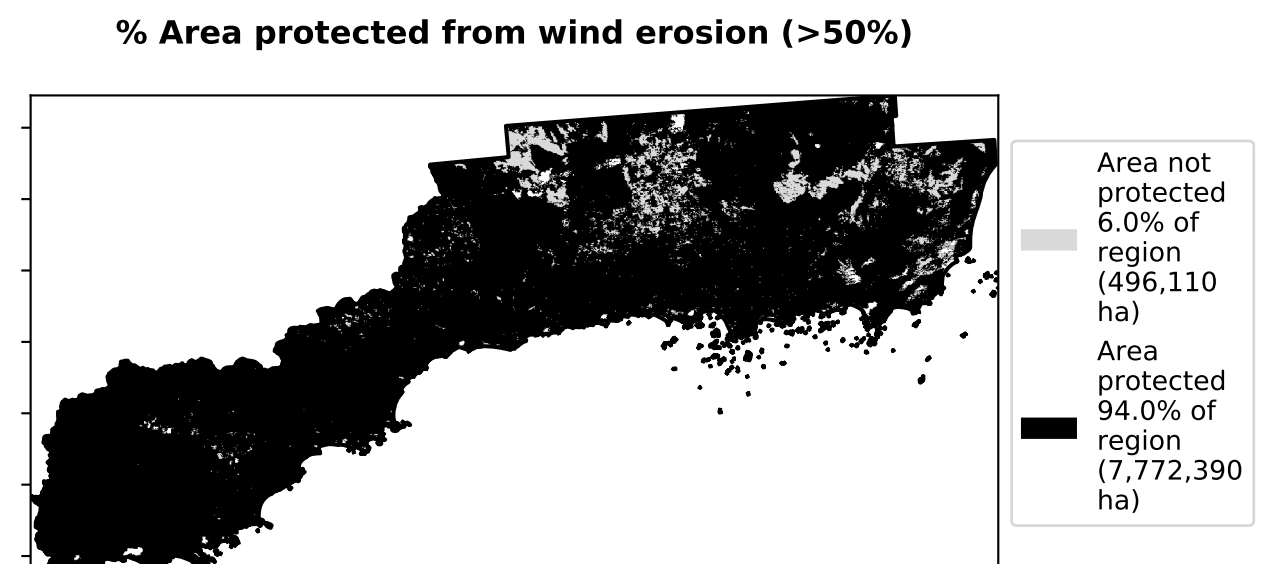 % Area protected from wind erosion (>50%)
Area not
protected
6.0% of
region
(496,110
ha)
Area
protected
94.0% of
region
(7,772,390
ha)